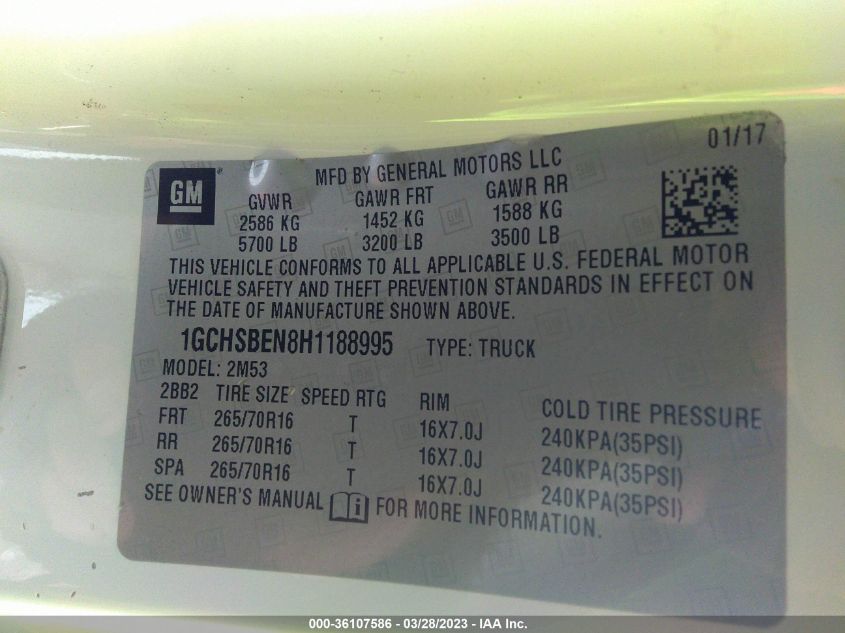 01/17
GM ®
MFD BY GENERAL MOTORS LLC
GVWR GAWR FRT GAWR RR
2586 KG 1452 KG 1588 KG
5700 LB 3200 LB 3500 LB
THIS VEHICLE CONFORMS TO ALL APPLICABLE U.S. FEDERAL MOTOR
VEHICLE SAFETY AND THEFT PREVENTION STANDARDS IN EFFECT ON
THE DATE OF MANUFACTURE SHOWN ABOVE.
1GCHSBEN8H1188995 TYPE: TRUCK
MODEL: 2M53
2BB2 TIRE SIZE SPEED RTG RIM COLD TIRE PRESSURE
FRT 265/70R16 T 16X7.0J 240KPA(35PSI)
RR 265/70R16 T 16X7.0J 240KPA(35PSI)
SPA 265/70R16 T 16X7.0J 240KPA(35PSI)
SEE OWNER'S MANUAL i FOR MORE INFORMATION.
000-36107586 - 03/28/2023 - IAA Inc.